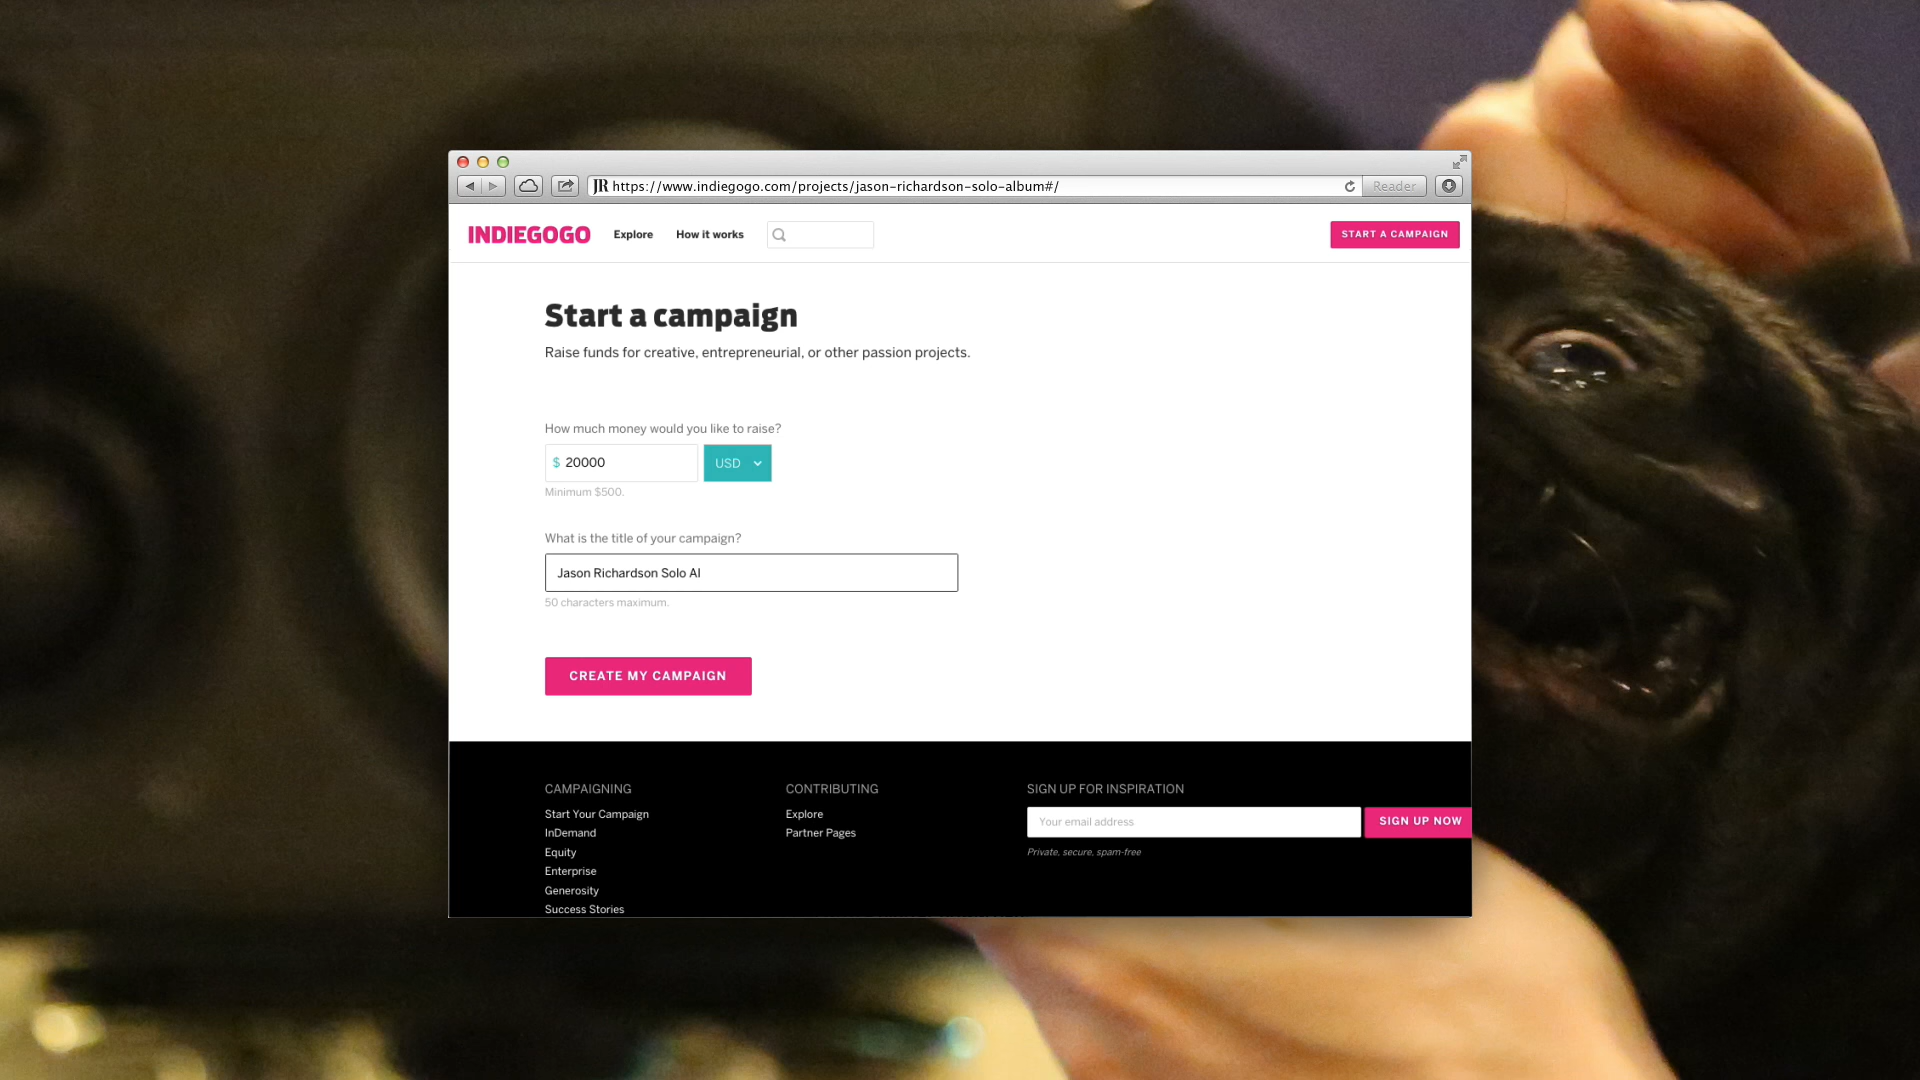 JR https://www.indiegogo.com/projects/jason-richardson-solo-album#/
Reader
INDIEGOGO
Explore
How it works
START A CAMPAIGN
Start a campaign
Raise funds for creative, entrepreneurial, or other passion projects.
How much money would you like to raise?
$ 20000
USD
Minimum $500.
What is the title of your campaign?
Jason Richardson Solo Al
50 characters maximum.
CREATE MY CAMPAIGN
CAMPAIGNING
Start Your Campaign
InDemand
Equity
Enterprise
Generosity
Success Stories
CONTRIBUTING
Explore
Partner Pages
SIGN UP FOR INSPIRATION
Your email address
SIGN UP NOW
Private, secure, spam-free